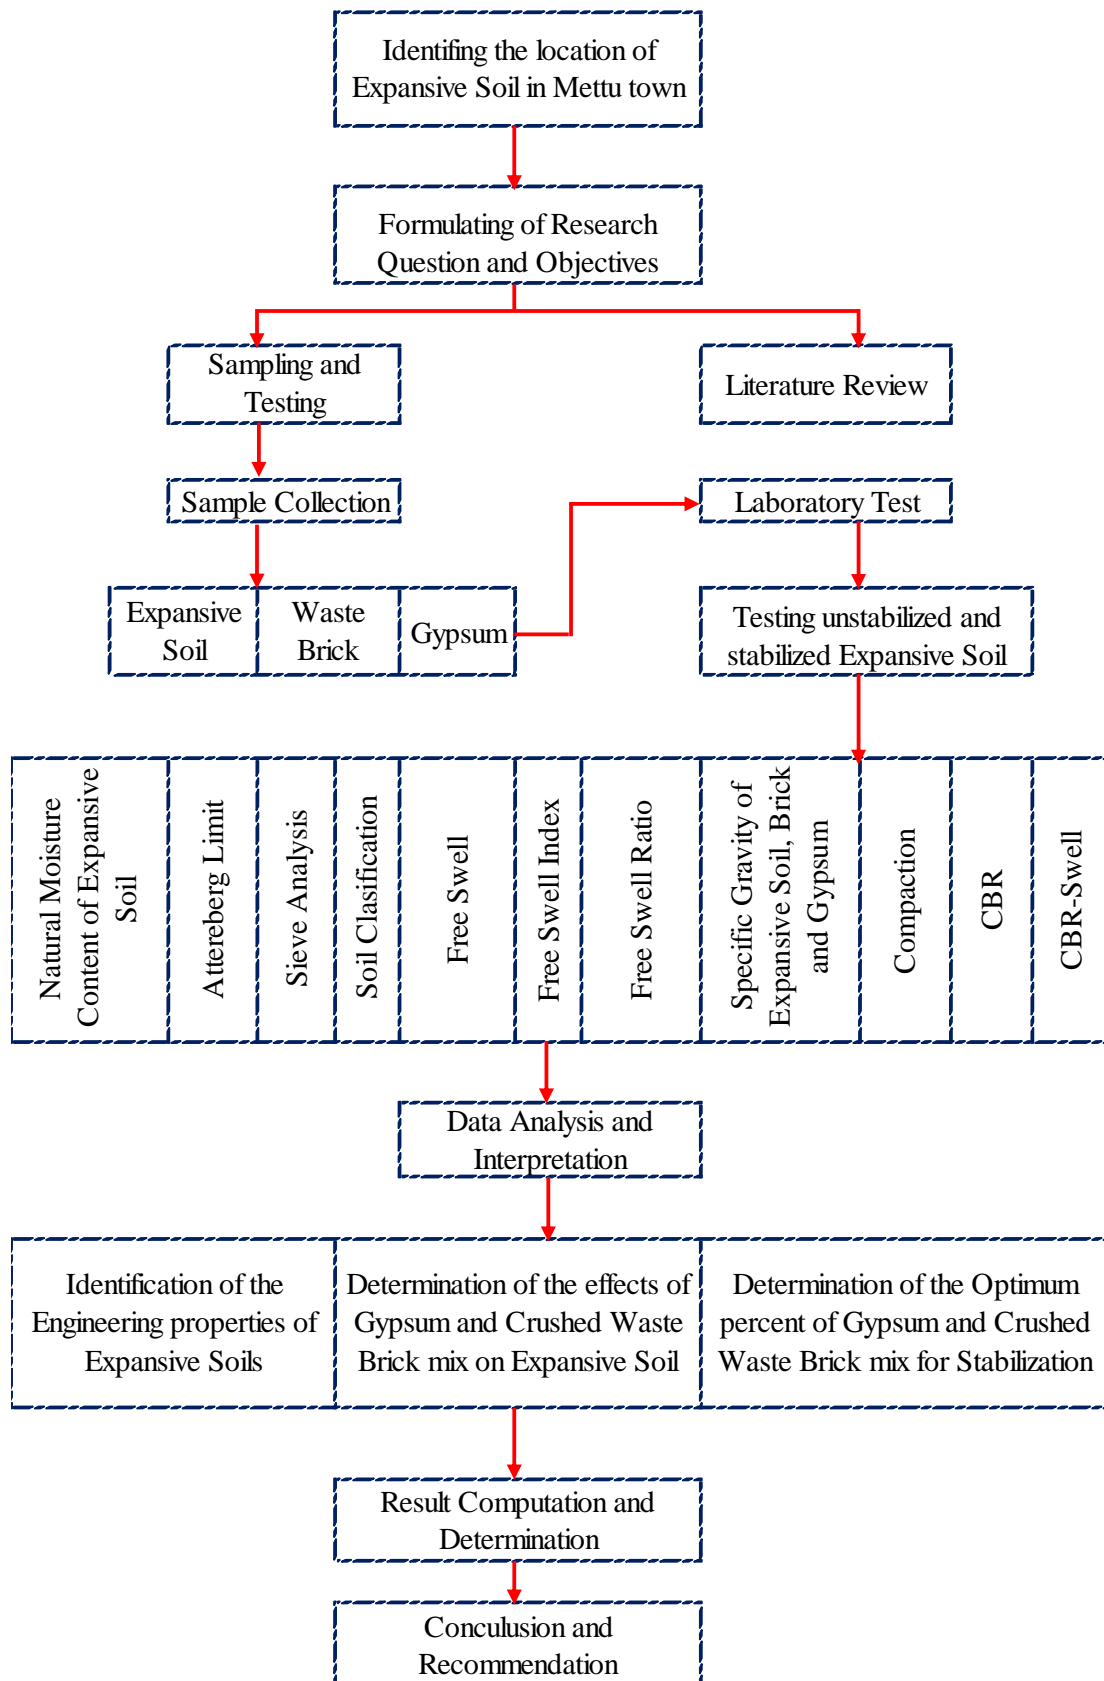 Identifing the location of
Expansive Soil in Mettu town
Formulating of Research
Question and Objectives
Sampling and
Testing
Literature Review
Sample Collection
Laboratory Test
Expansive
Soil
Waste
Brick
Gypsum
Testing unstabilized and
stabilized Expansive Soil
Natural Moisture
Content of Expansive
Soil
Attereberg Limit
Sieve Analysis
Soil Clasification
Free Swell
Free Swell Index
Free Swell Ratio
Specific Gravity of
Expansive Soil, Brick
and Gypsum
Compaction
CBR
CBR-Swell
Data Analysis and
Interpretation
Identification of the
Engineering properties of
Expansive Soils
Determination of the effects of
Gypsum and Crushed Waste
Brick mix on Expansive Soil
Determination of the Optimum
percent of Gypsum and Crushed
Waste Brick mix for Stabilization
Result Computation and
Determination
Conculusion and
Recommendation